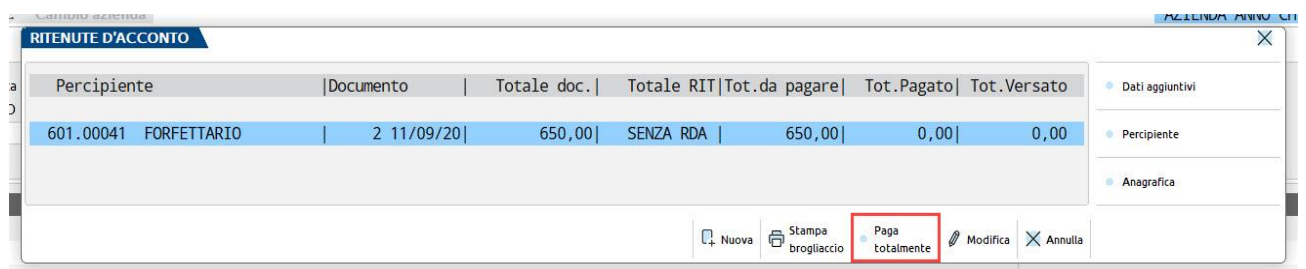 Cambio azienda
AZIENDA ANNO
RITENUTE D'ACCONTO
Percipiente |Documento | Totale doc.| Totale RIT|Tot.da pagare| Tot.Pagato| Tot.Versato
601.00041 FORFETTARIO | 2 11/09/20| 650,00| SENZA RDA | 650,00| 0,00| 0,00
Dati aggiuntivi
Percipiente
Anagrafica
Nuova
Stampa
brogliaccio
Paga
totalmente
Modifica
Annulla